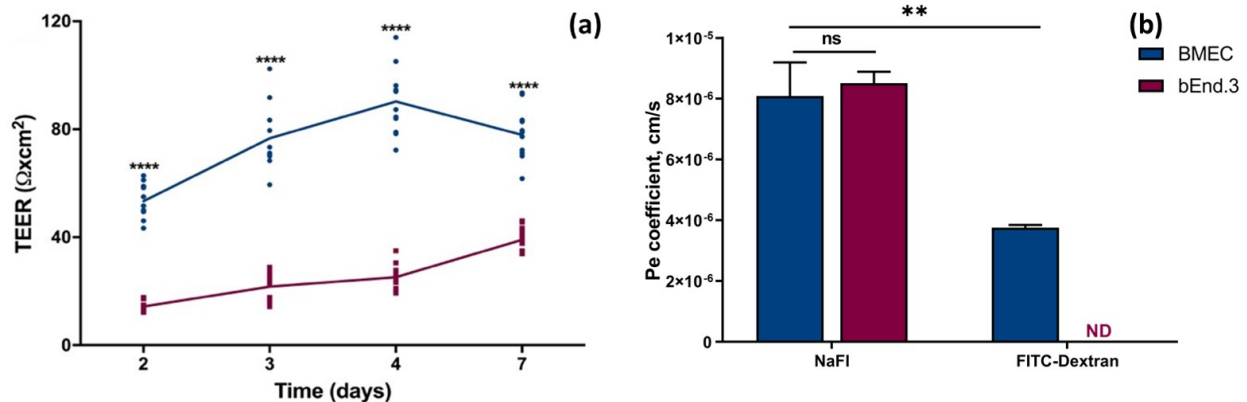 (a)
120
80
40
0
TEER (Ωxcm²)
****
****
****
****
2 3 4 7
Time (days)
(b)
**
ns
1×10⁻⁵
8×10⁻⁶
6×10⁻⁶
4×10⁻⁶
2×10⁻⁶
0
Pe coefficient, cm/s
ND
NaFl FITC-Dextran
BMEC
bEnd.3